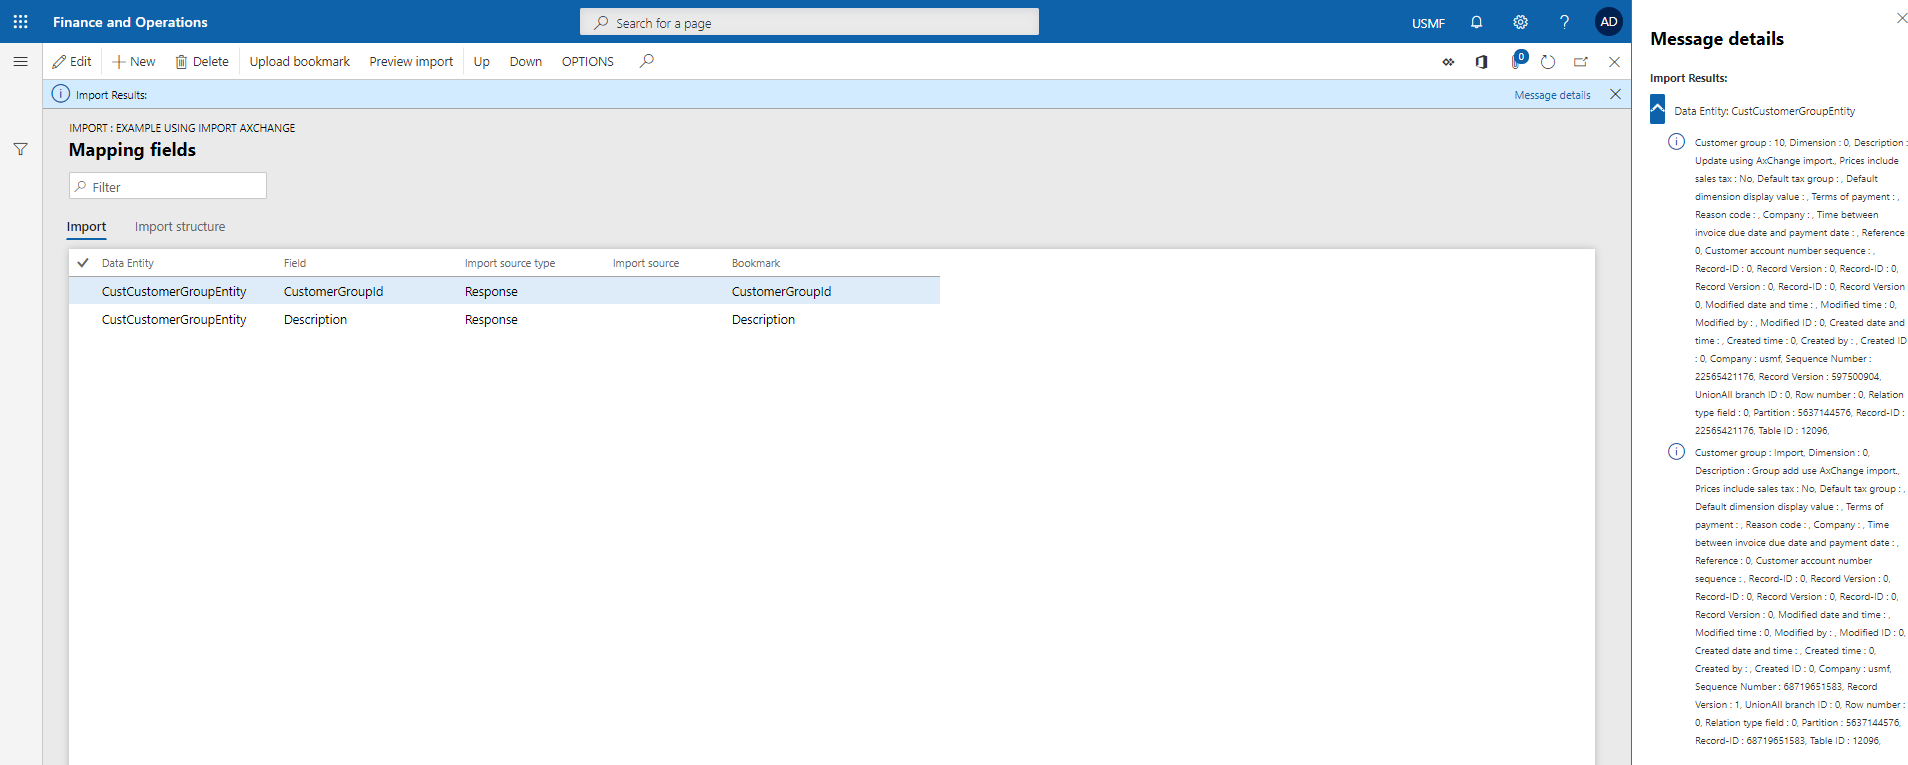 Finance and Operations
Search for a page
USMF
AD
Edit
New
Delete
Upload bookmark
Preview import
Up
Down
OPTIONS
0
Import Results:
Message details
IMPORT : EXAMPLE USING IMPORT AXCHANGE
Mapping fields
Filter
Import
Import structure
Data Entity Field Import source type Import source Bookmark
CustCustomerGroupEntity CustomerGroupId Response CustomerGroupId
CustCustomerGroupEntity Description Response Description
Message details
Import Results:
Data Entity: CustCustomerGroupEntity
Customer group : 10, Dimension : 0, Description :
Update using AxChange import., Prices include
sales tax : No, Default tax group : , Default
dimension display value : , Terms of payment : ,
Reason code : , Company : , Time between
invoice due date and payment date : , Reference
0, Customer account number sequence : ,
Record-ID : 0, Record Version : 0, Record-ID : 0,
Record Version : 0, Record-ID : 0, Record Version
0, Modified date and time : , Modified time : 0,
Modified by : , Modified ID : 0, Created date and
time : , Created time : 0, Created by : , Created ID
: 0, Company : usmf, Sequence Number :
22565421176, Record Version : 597500904,
UnionAll branch ID : 0, Row number : 0, Relation
type field : 0, Partition : 5637144576, Record-ID :
22565421176, Table ID : 12096,
Customer group : Import, Dimension : 0,
Description : Group add use AxChange import.,
Prices include sales tax : No, Default tax group : ,
Default dimension display value : , Terms of
payment : , Reason code : , Company : , Time
between invoice due date and payment date : ,
Reference : 0, Customer account number
sequence : , Record-ID : 0, Record Version : 0,
Record-ID : 0, Record Version : 0, Record-ID : 0,
Record Version : 0, Modified date and time : ,
Modified time : 0, Modified by : , Modified ID : 0,
Created date and time : , Created time : 0,
Created by : , Created ID : 0, Company : usmf,
Sequence Number : 68719651583, Record
Version : 1, UnionAll branch ID : 0, Row number :
0, Relation type field : 0, Partition : 5637144576,
Record-ID : 68719651583, Table ID : 12096,